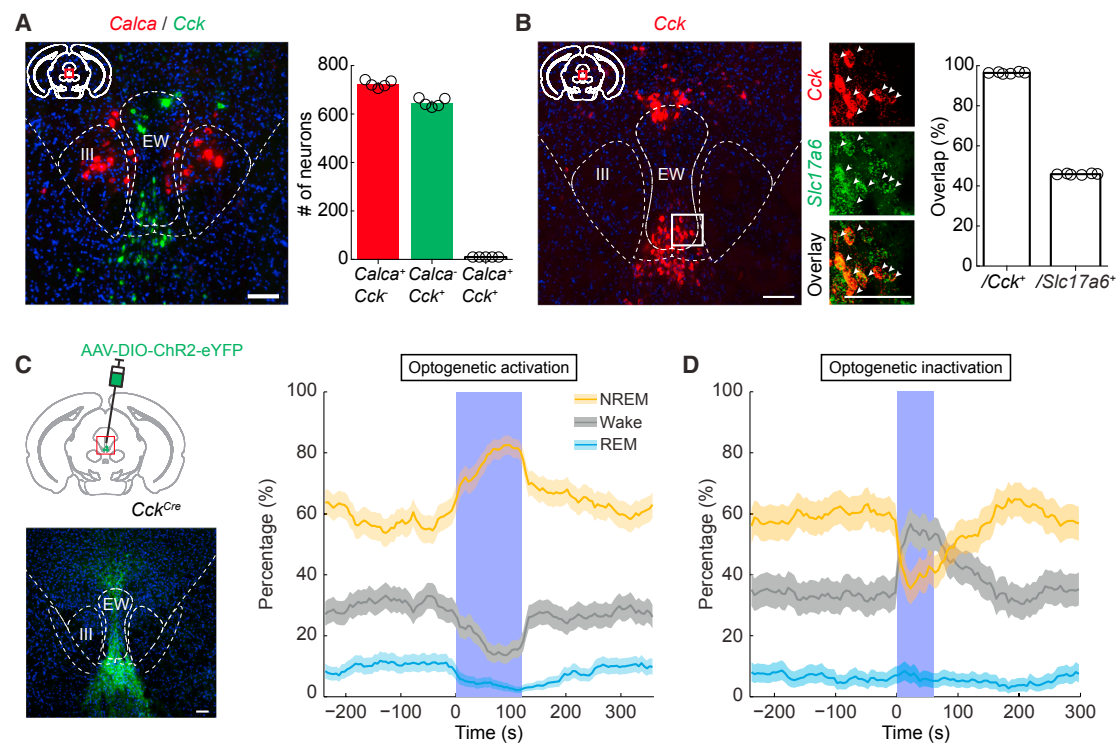 A
Calca / Cck
III
EW
# of neurons
800
600
400
200
0
Calca⁺ Calca⁻ Calca⁺
Cck⁻ Cck⁺ Cck⁺
B
Cck
III
EW
Cck
Slc17a6
Overlay
Overlap (%)
100
80
60
40
20
0
/Cck⁺ /Slc17a6⁺
C
AAV-DIO-ChR2-eYFP
Cckᶜʳᵉ
EW
III
Optogenetic activation
NREM
Wake
REM
Percentage (%)
100
80
60
40
20
0
−200 −100 0 100 200 300
Time (s)
D
Optogenetic inactivation
Percentage (%)
100
80
60
40
20
0
−200 −100 0 100 200 300
Time (s)